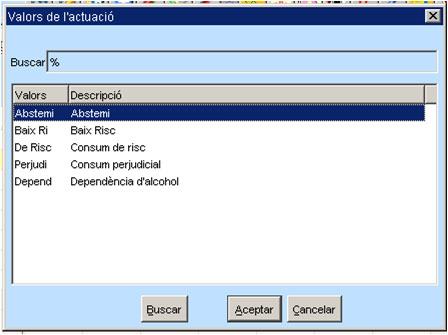 Valors de l'actuació
Buscar %
Valors Descripció
Abstemi Abstemi
Baix Ri Baix Risc
De Risc Consum de risc
Perjudi Consum perjudicial
Depend Dependència d'alcohol
Buscar Aceptar Cancelar